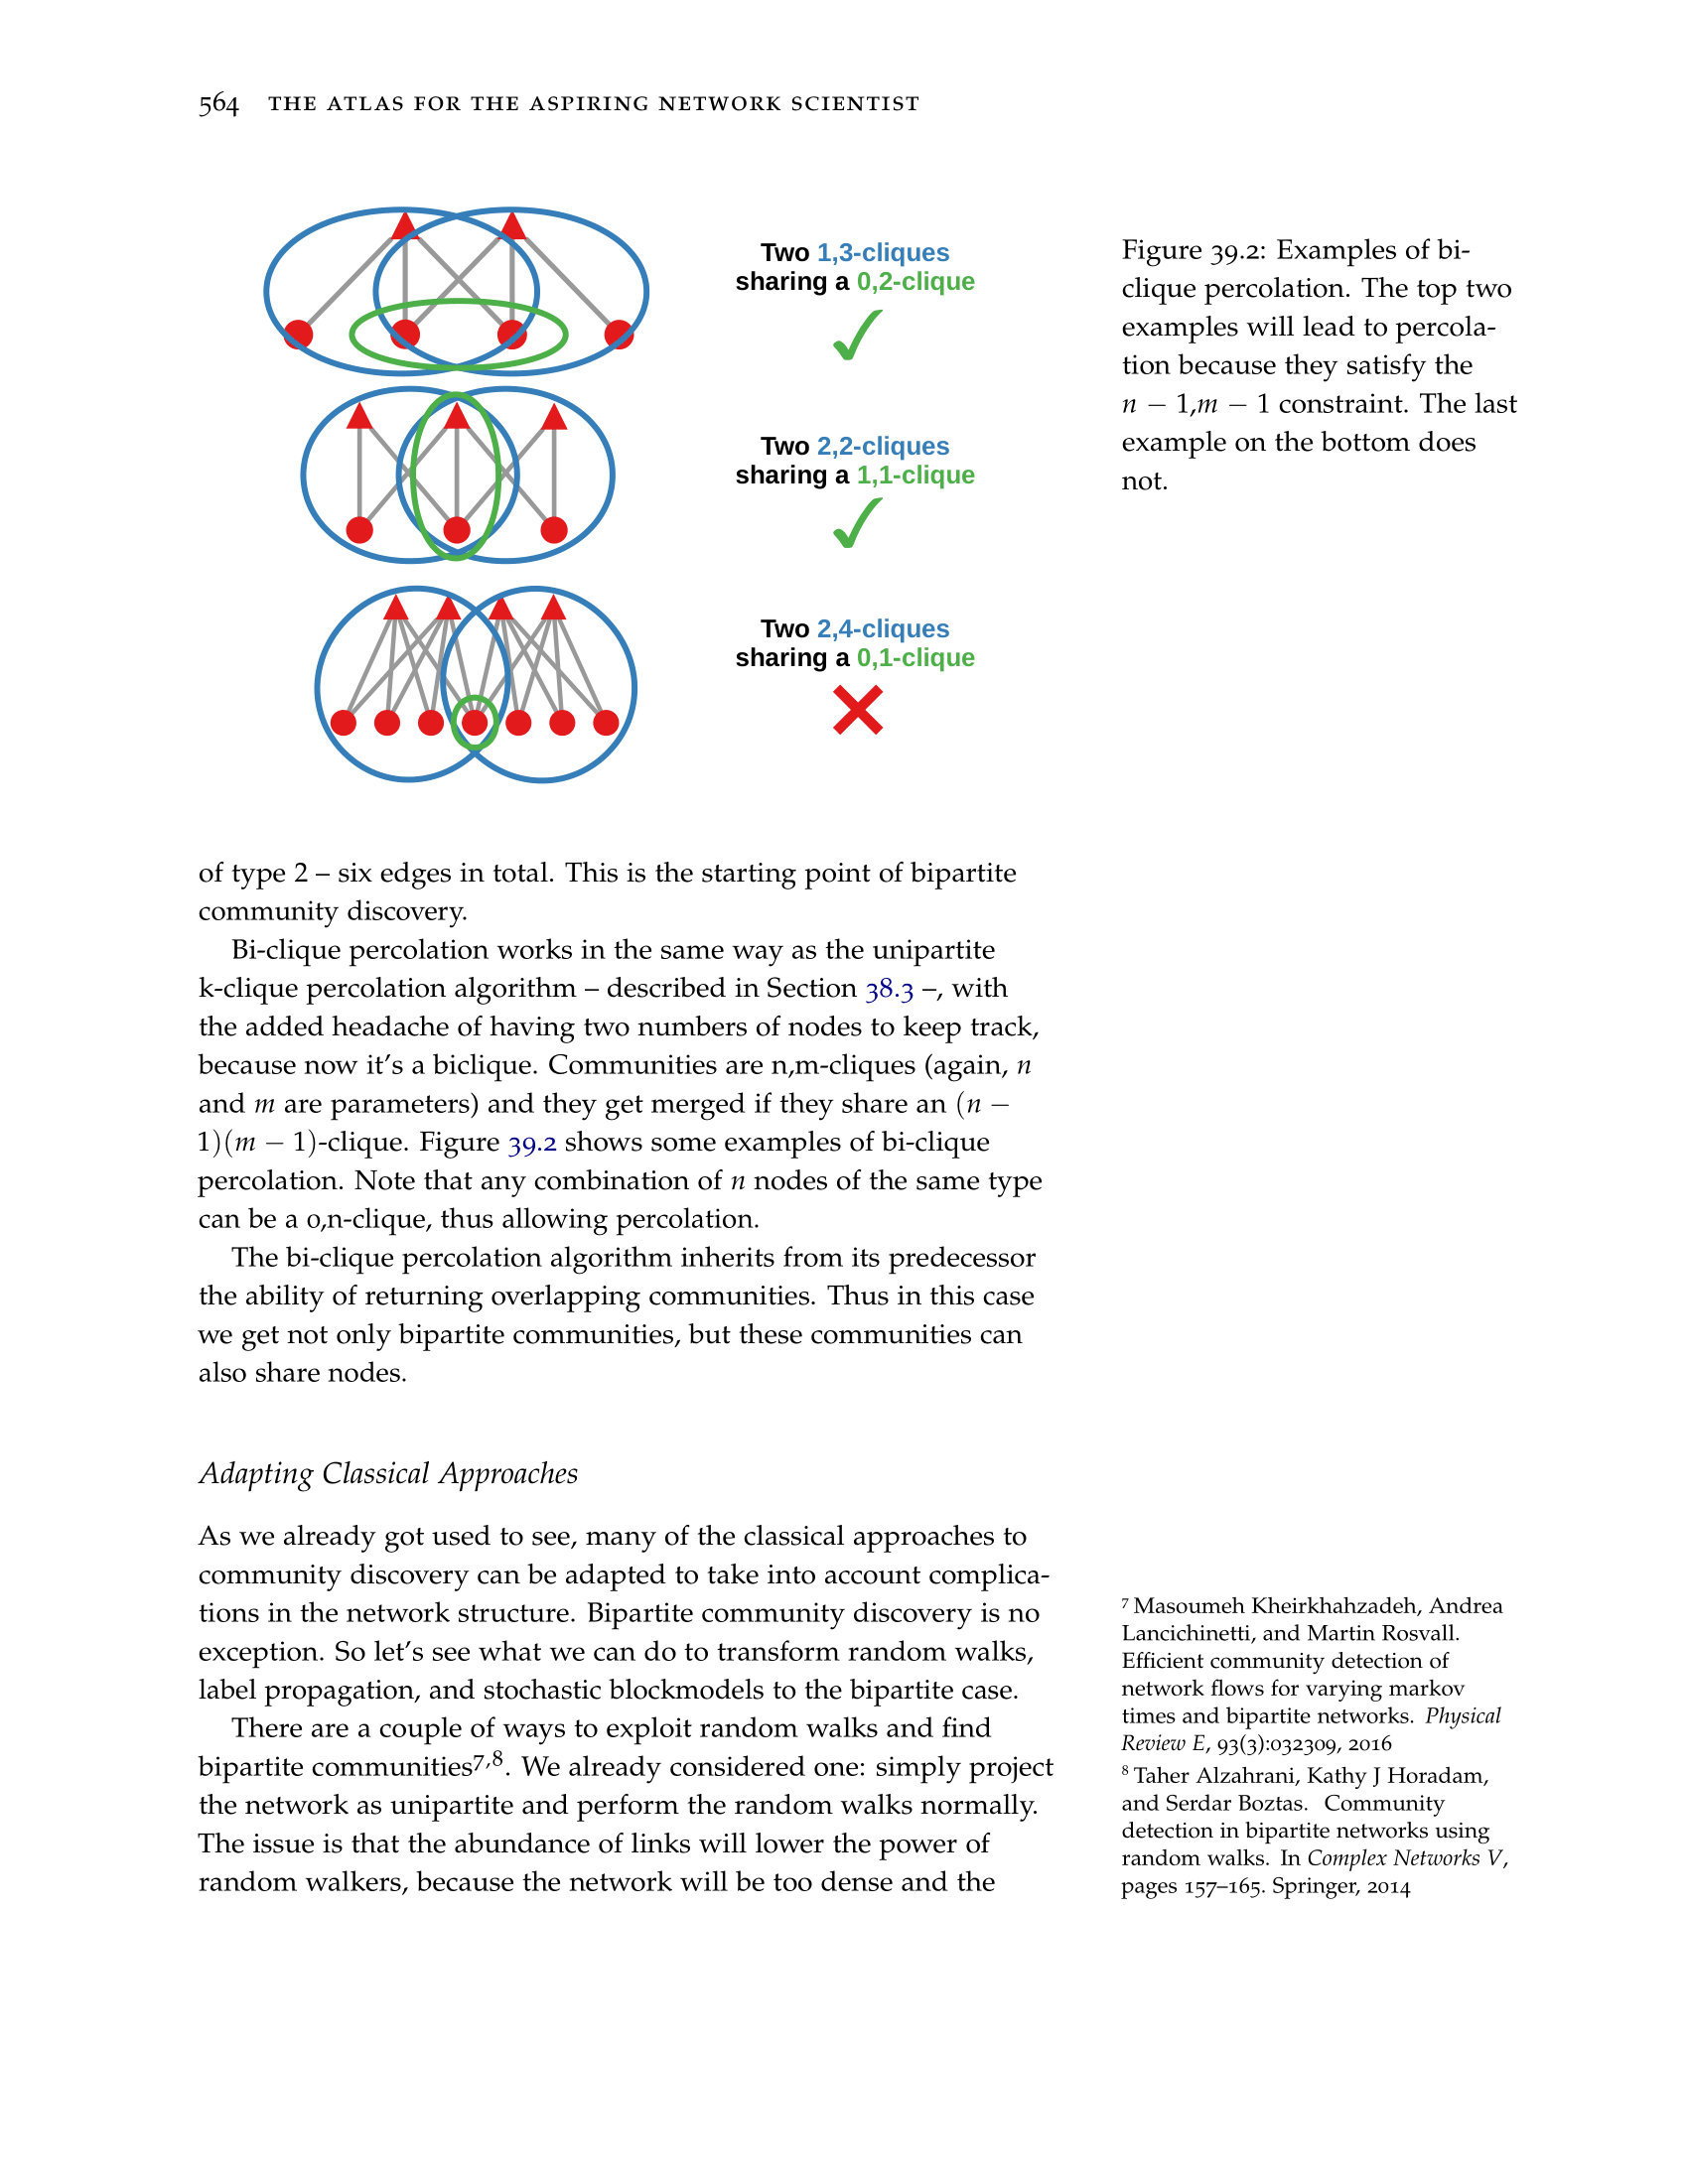 564 THE ATLAS FOR THE ASPIRING NETWORK SCIENTIST
Two 1,3-cliques
sharing a 0,2-clique
Two 2,2-cliques
sharing a 1,1-clique
Two 2,4-cliques
sharing a 0,1-clique
Figure 39.2: Examples of bi-
clique percolation. The top two
examples will lead to percola-
tion because they satisfy the
n − 1,m − 1 constraint. The last
example on the bottom does
not.
of type 2 – six edges in total. This is the starting point of bipartite
community discovery.
Bi-clique percolation works in the same way as the unipartite
k-clique percolation algorithm – described in Section 38.3 –, with
the added headache of having two numbers of nodes to keep track,
because now it’s a biclique. Communities are n,m-cliques (again, n
and m are parameters) and they get merged if they share an (n −
1)(m − 1)-clique. Figure 39.2 shows some examples of bi-clique
percolation. Note that any combination of n nodes of the same type
can be a 0,n-clique, thus allowing percolation.
The bi-clique percolation algorithm inherits from its predecessor
the ability of returning overlapping communities. Thus in this case
we get not only bipartite communities, but these communities can
also share nodes.
Adapting Classical Approaches
As we already got used to see, many of the classical approaches to
community discovery can be adapted to take into account complica-
tions in the network structure. Bipartite community discovery is no
exception. So let’s see what we can do to transform random walks,
label propagation, and stochastic blockmodels to the bipartite case.
There are a couple of ways to exploit random walks and find
bipartite communities7,8. We already considered one: simply project
the network as unipartite and perform the random walks normally.
The issue is that the abundance of links will lower the power of
random walkers, because the network will be too dense and the
7 Masoumeh Kheirkhahzadeh, Andrea
Lancichinetti, and Martin Rosvall.
Efficient community detection of
network flows for varying markov
times and bipartite networks. Physical
Review E, 93(3):032309, 2016
8 Taher Alzahrani, Kathy J Horadam,
and Serdar Boztas. Community
detection in bipartite networks using
random walks. In Complex Networks V,
pages 157–165. Springer, 2014